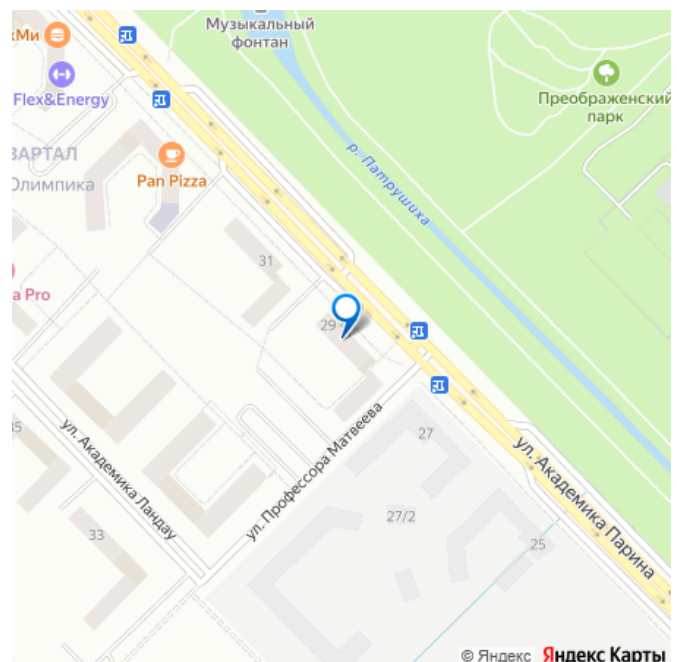 Музыкальный
фонтан
кМи
Flex&Energy
Преображенский
парк
р. Патрушиха
ВАРТАЛ
Олимпика
Pan Pizza
31
a Pro
29
ул. Академика Ландау
ул. Профессора Матвеева
27
ул. Академика Парина
35
33
27/2
25
© Яндекс Яндекс Карты